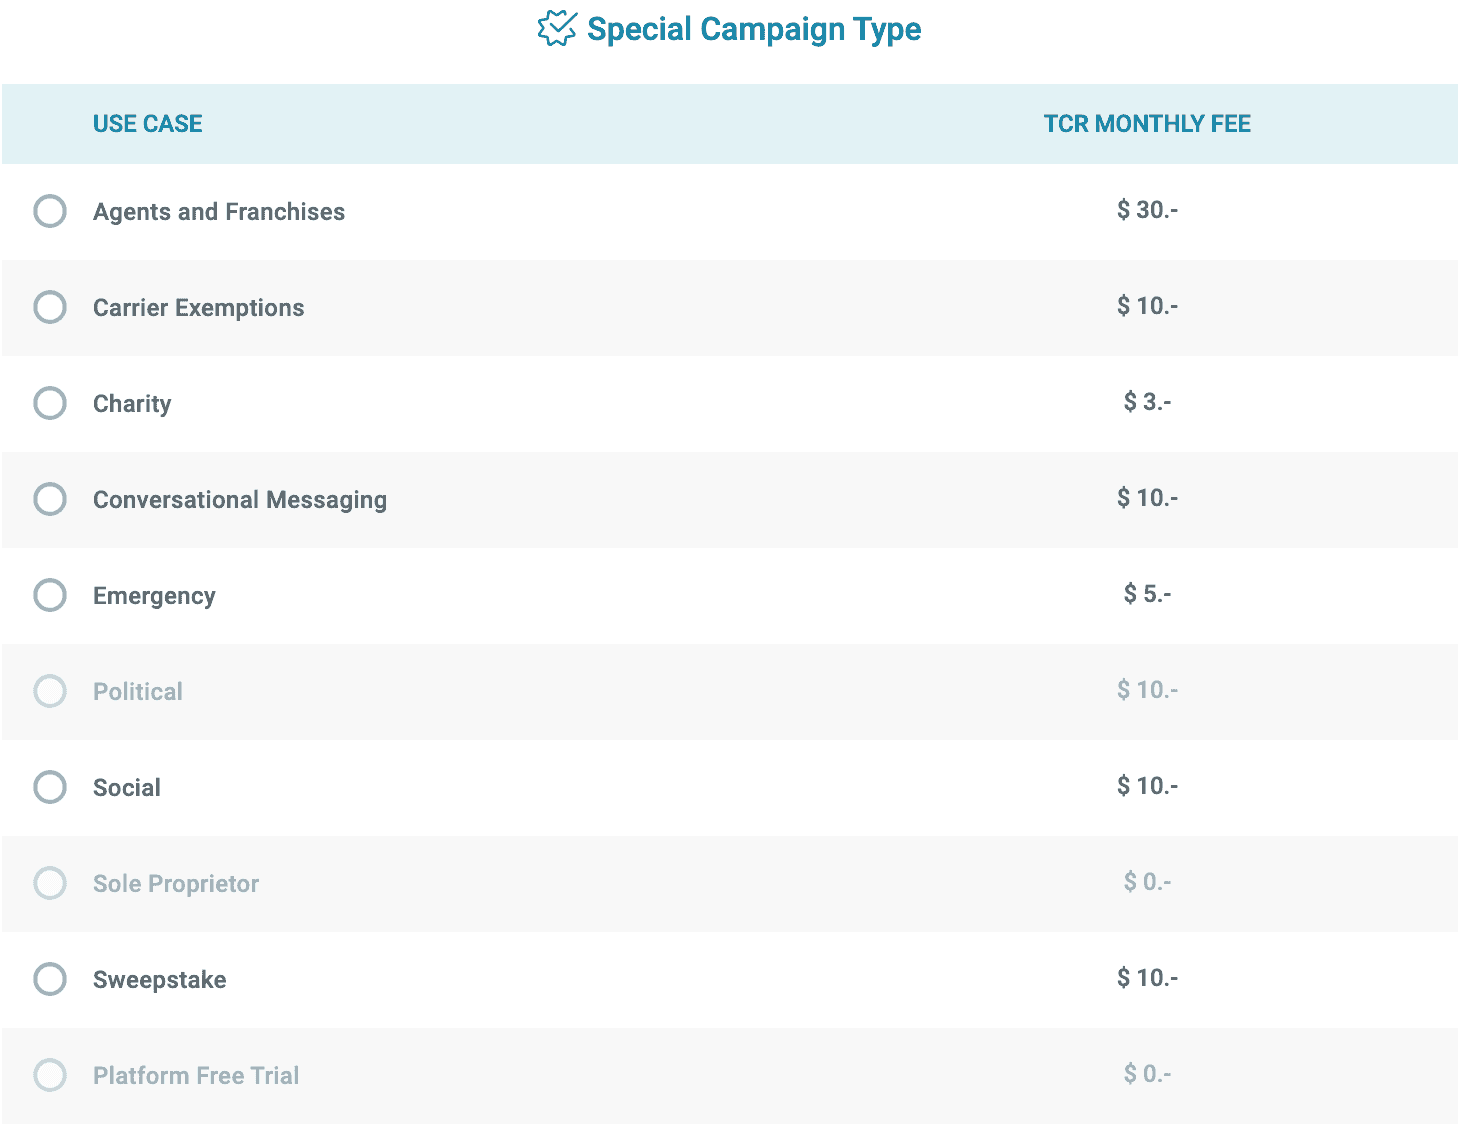 Special Campaign Type
USE CASE TCR MONTHLY FEE
Agents and Franchises $ 30.-
Carrier Exemptions $ 10.-
Charity $ 3.-
Conversational Messaging $ 10.-
Emergency $ 5.-
Political $ 10.-
Social $ 10.-
Sole Proprietor $ 0.-
Sweepstake $ 10.-
Platform Free Trial $ 0.-